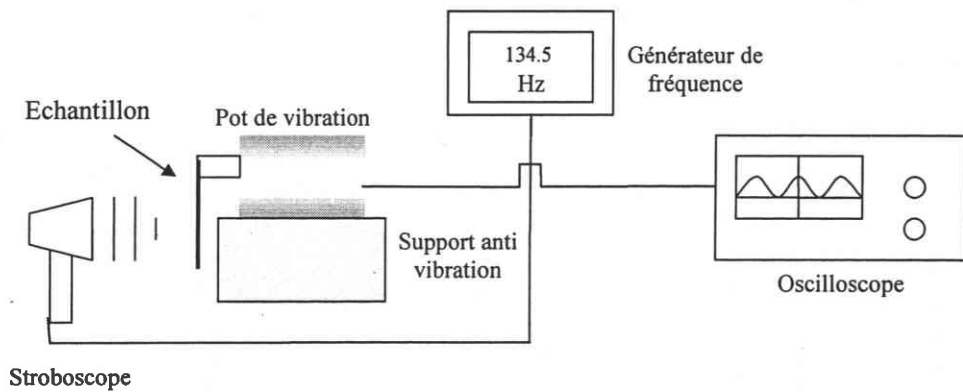 134.5
Hz
Générateur de
fréquence
Echantillon
Pot de vibration
Support anti
vibration
Oscilloscope
Stroboscope